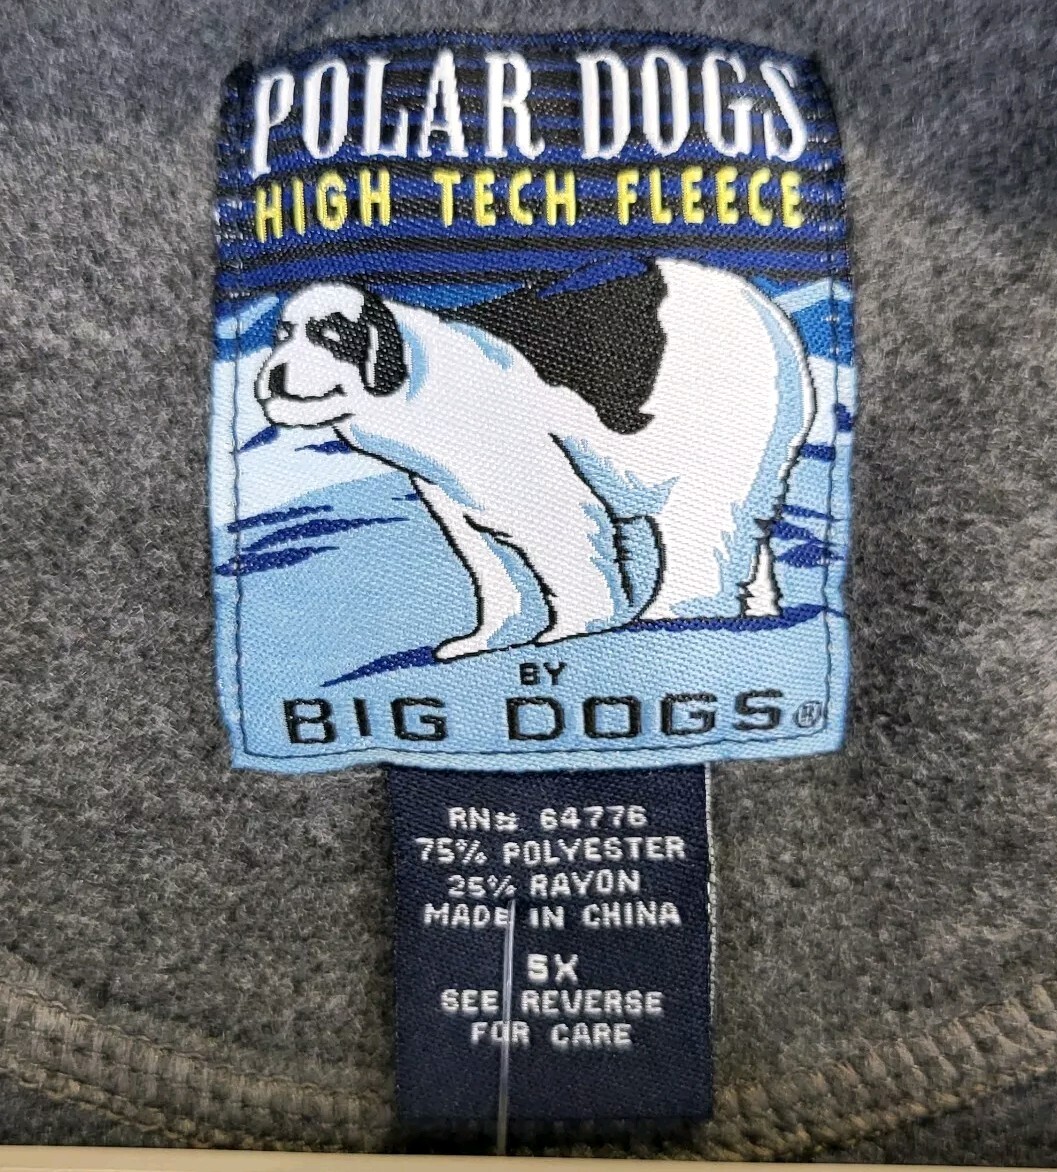 POLAR DOGS
HIGH TECH FLEECE
BY
BIG DOGS®
RN# 64776
75% POLYESTER
25% RAYON
MADE IN CHINA
5X
SEE REVERSE
FOR CARE